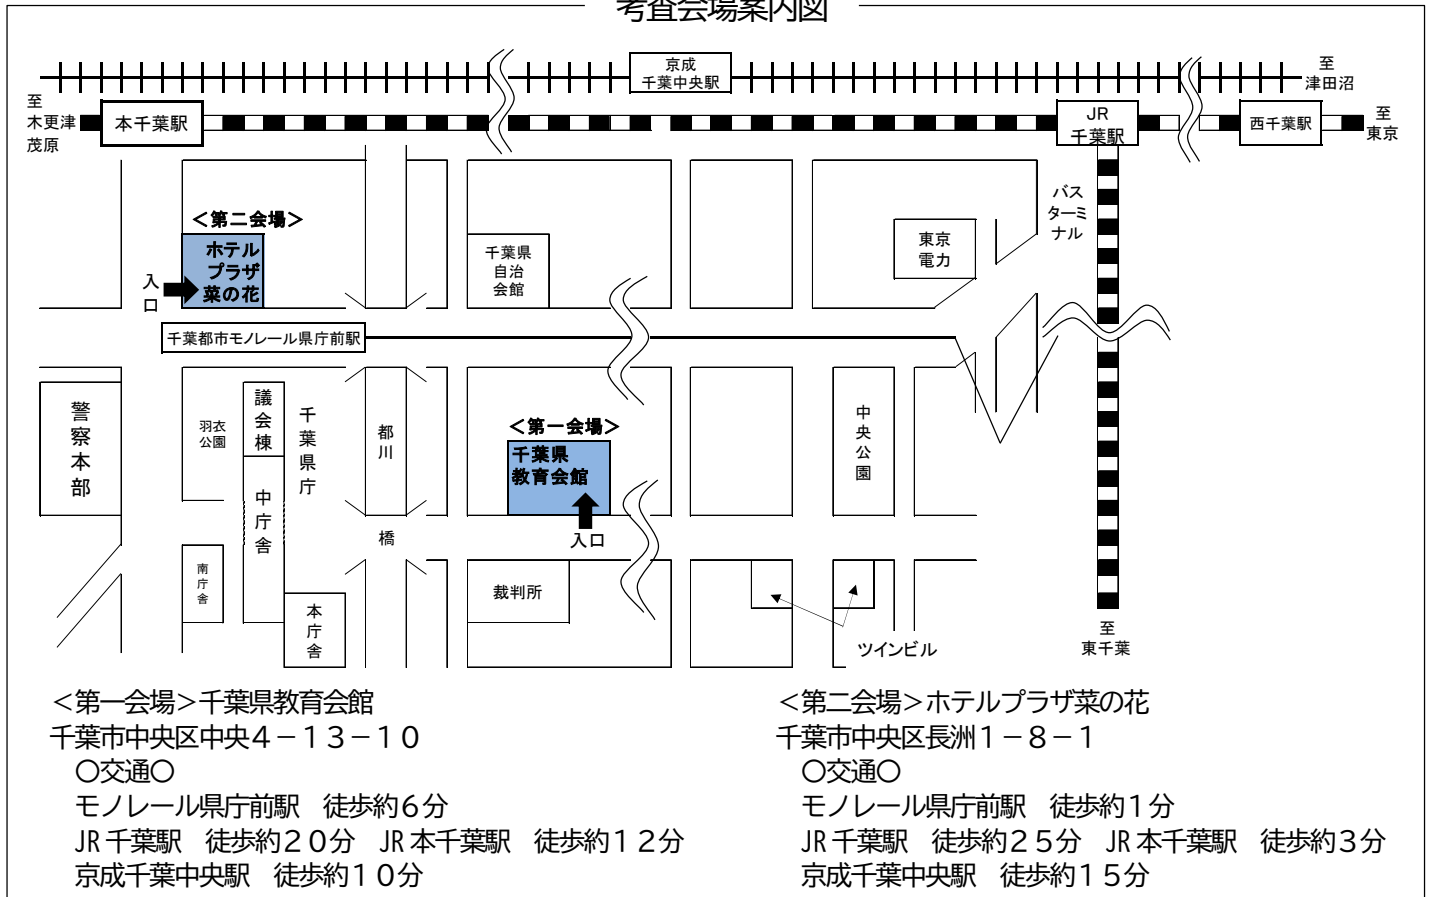 考査会場案内図
京成
千葉中央駅
至
津田沼
至
木更津
茂原
本千葉駅
JR
千葉駅
西千葉駅
至
東京
バス
ターミ
ナル
＜第二会場＞
ホテル
プラザ
菜の花
入
口
千葉県
自治
会館
東京
電力
千葉都市モノレール県庁前駅
警察本部
羽衣
公園
議会棟
千葉県庁
中庁舎
都川
＜第一会場＞
千葉県
教育会館
入口
中央公園
橋
南庁舎
本庁舎
裁判所
ツインビル
至
東千葉
＜第一会場＞千葉県教育会館
千葉市中央区中央４－１３－１０
〇交通〇
モノレール県庁前駅　徒歩約６分
JR千葉駅　徒歩約２０分　JR本千葉駅　徒歩約１２分
京成千葉中央駅　徒歩約１０分
＜第二会場＞ホテルプラザ菜の花
千葉市中央区長洲１－８－１
〇交通〇
モノレール県庁前駅　徒歩約１分
JR千葉駅　徒歩約２５分　JR本千葉駅　徒歩約３分
京成千葉中央駅　徒歩約１５分